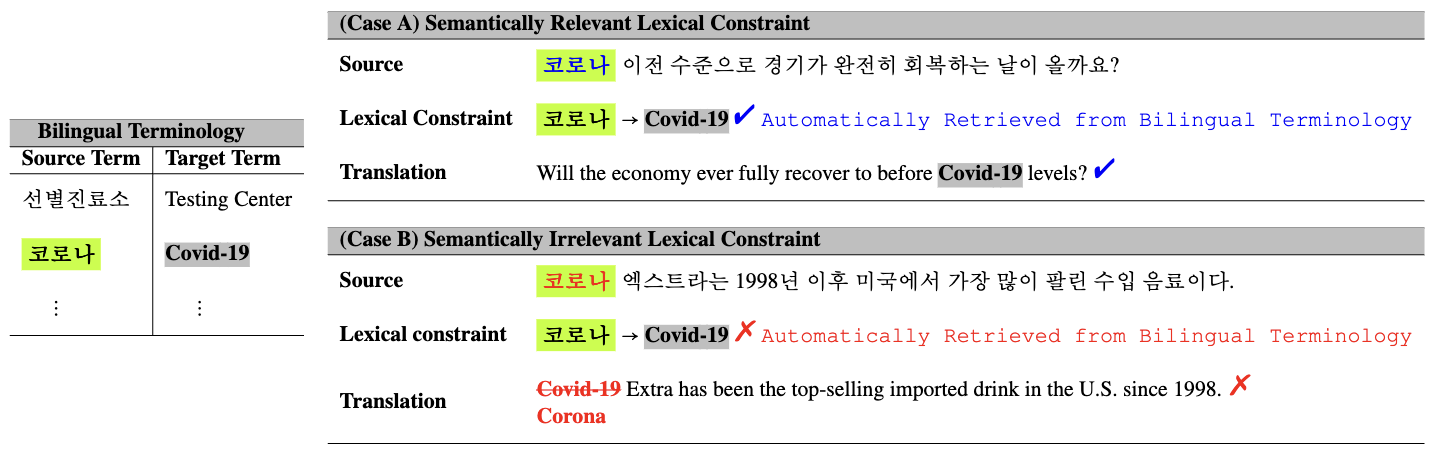 Bilingual Terminology
Source Term Target Term
선별진료소 Testing Center
코로나 Covid-19
⋮ ⋮
(Case A) Semantically Relevant Lexical Constraint
Source 코로나 이전 수준으로 경기가 완전히 회복하는 날이 올까요?
Lexical Constraint 코로나 → Covid-19 ✓ Automatically Retrieved from Bilingual Terminology
Translation Will the economy ever fully recover to before Covid-19 levels? ✓
(Case B) Semantically Irrelevant Lexical Constraint
Source 코로나 엑스트라는 1998년 이후 미국에서 가장 많이 팔린 수입 음료이다.
Lexical constraint 코로나 → Covid-19 ✗ Automatically Retrieved from Bilingual Terminology
Translation Covid-19 Extra has been the top-selling imported drink in the U.S. since 1998. ✗
Corona